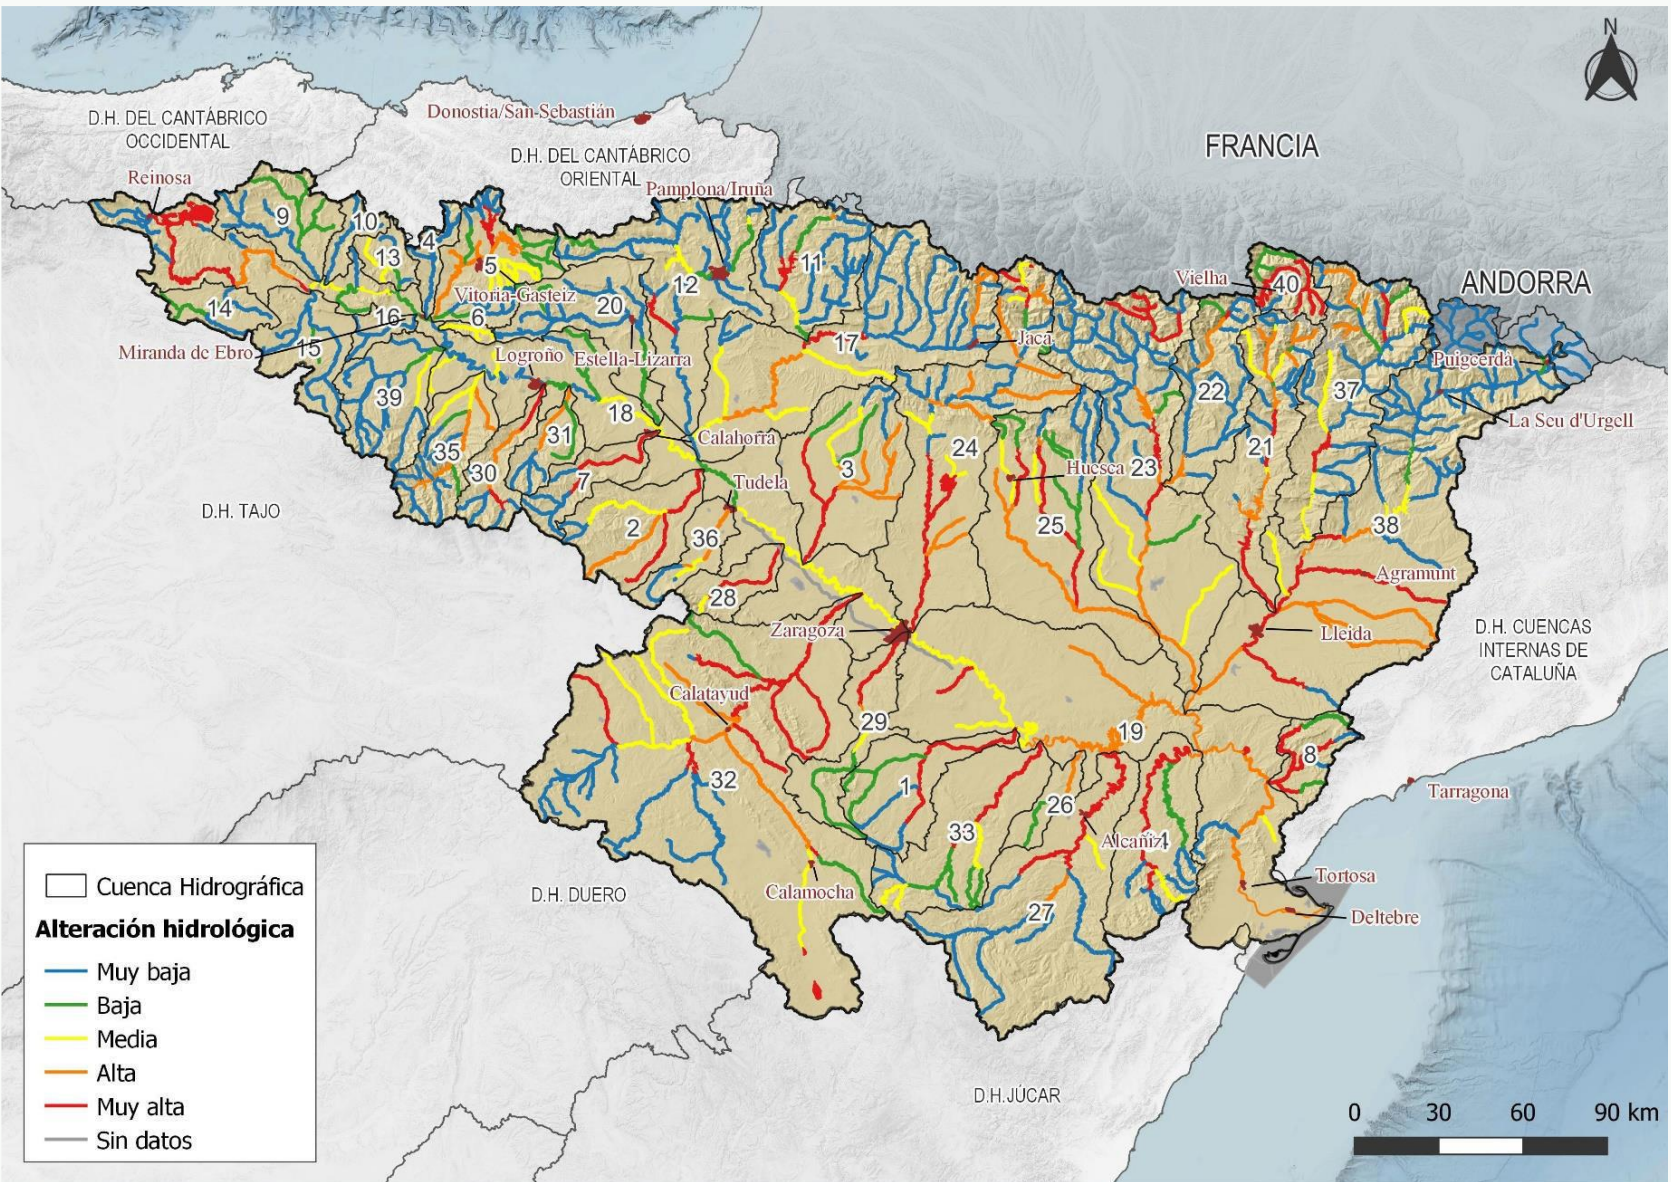 N
D.H. DEL CANTÁBRICO
OCCIDENTAL
Donostia/San-Sebastián
D.H. DEL CANTÁBRICO
ORIENTAL
FRANCIA
Reinosa
Pamplona/Iruña
ANDORRA
9
10
4
13
5
11
12
Vielha
40
Vitoria-Gasteiz
14
16
6
20
15
Miranda de Ebro
Logroño
Estella-Lizarra
17
Jaca
Puigcerdà
39
18
22
37
La Seu d'Urgell
31
Calahorra
35
30
7
3
24
Huesca
23
21
Tudela
D.H. TAJO
2
36
25
38
Agramunt
28
Zaragoza
Lleida
D.H. CUENCAS
INTERNAS DE
CATALUÑA
Calatayud
29
19
8
32
1
Tarragona
26
33
Alcañiz
D.H. DUERO
Calamocha
Tortosa
27
Deltebre
D.H.JÚCAR
Cuenca Hidrográfica
Alteración hidrológica
Muy baja
Baja
Media
Alta
Muy alta
Sin datos
0 30 60 90 km